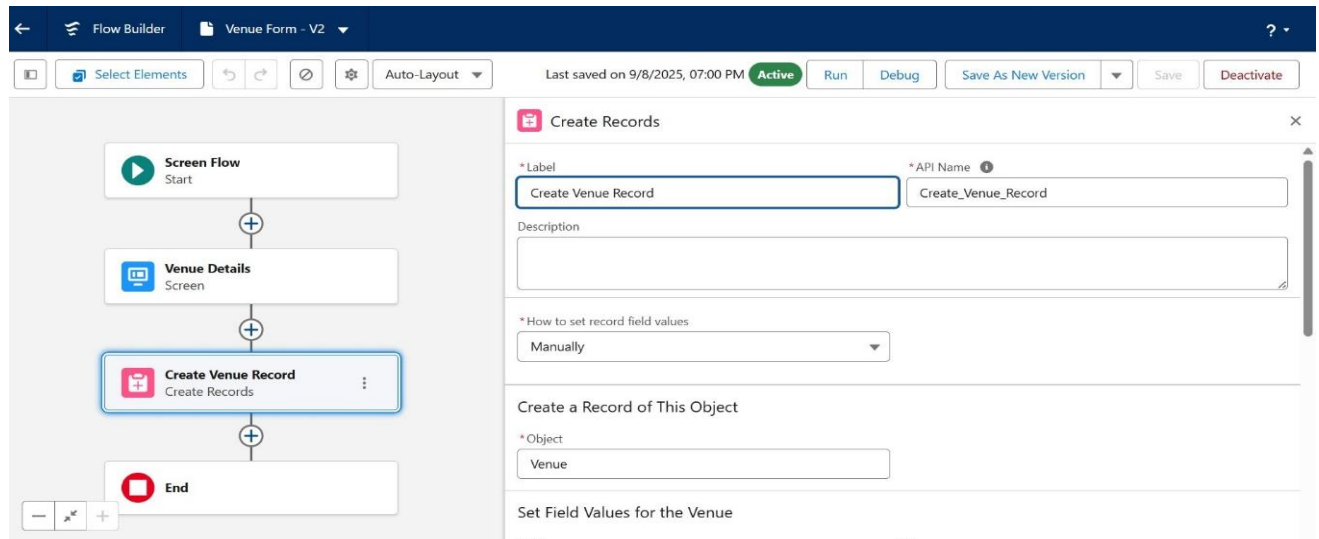 Flow Builder Venue Form - V2 ?
Select Elements Auto-Layout Last saved on 9/8/2025, 07:00 PM Active Run Debug Save As New Version Save Deactivate
Screen Flow
Start
Venue Details
Screen
Create Venue Record
Create Records
End
Create Records
*Label
Create Venue Record
*API Name
Create_Venue_Record
Description
*How to set record field values
Manually
Create a Record of This Object
*Object
Venue
Set Field Values for the Venue